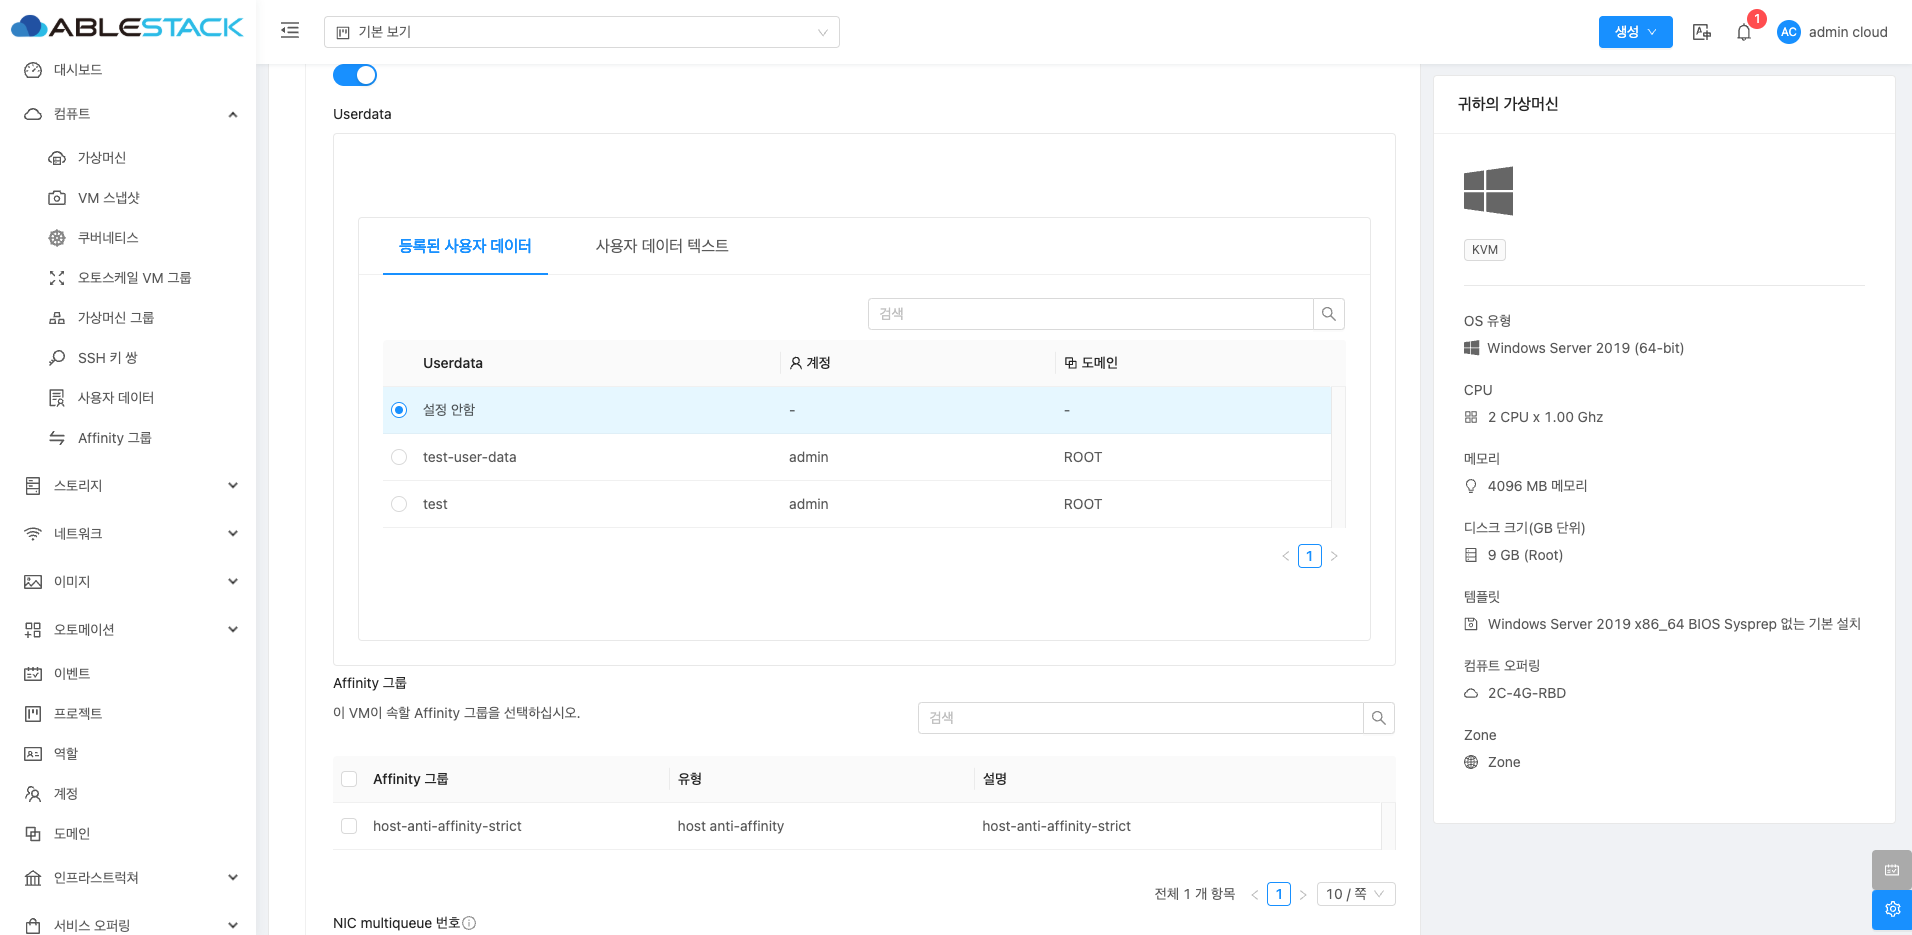 ABLESTACK
기본 보기
생성
1
AC
admin cloud
대시보드
컴퓨트
가상머신
VM 스냅샷
쿠버네티스
오토스케일 VM 그룹
가상머신 그룹
SSH 키 쌍
사용자 데이터
Affinity 그룹
스토리지
네트워크
이미지
오토메이션
이벤트
프로젝트
역할
계정
도메인
인프라스트럭쳐
서비스 오퍼링
Userdata
등록된 사용자 데이터
사용자 데이터 텍스트
검색
Userdata 계정 도메인
설정 안함 - -
test-user-data admin ROOT
test admin ROOT
1
Affinity 그룹
이 VM이 속할 Affinity 그룹을 선택하십시오.
검색
Affinity 그룹 유형 설명
host-anti-affinity-strict host anti-affinity host-anti-affinity-strict
전체 1 개 항목 1 10 / 쪽
NIC multiqueue 번호
귀하의 가상머신
KVM
OS 유형
Windows Server 2019 (64-bit)
CPU
2 CPU x 1.00 Ghz
메모리
4096 MB 메모리
디스크 크기(GB 단위)
9 GB (Root)
템플릿
Windows Server 2019 x86_64 BIOS Sysprep 없는 기본 설치
컴퓨트 오퍼링
2C-4G-RBD
Zone
Zone